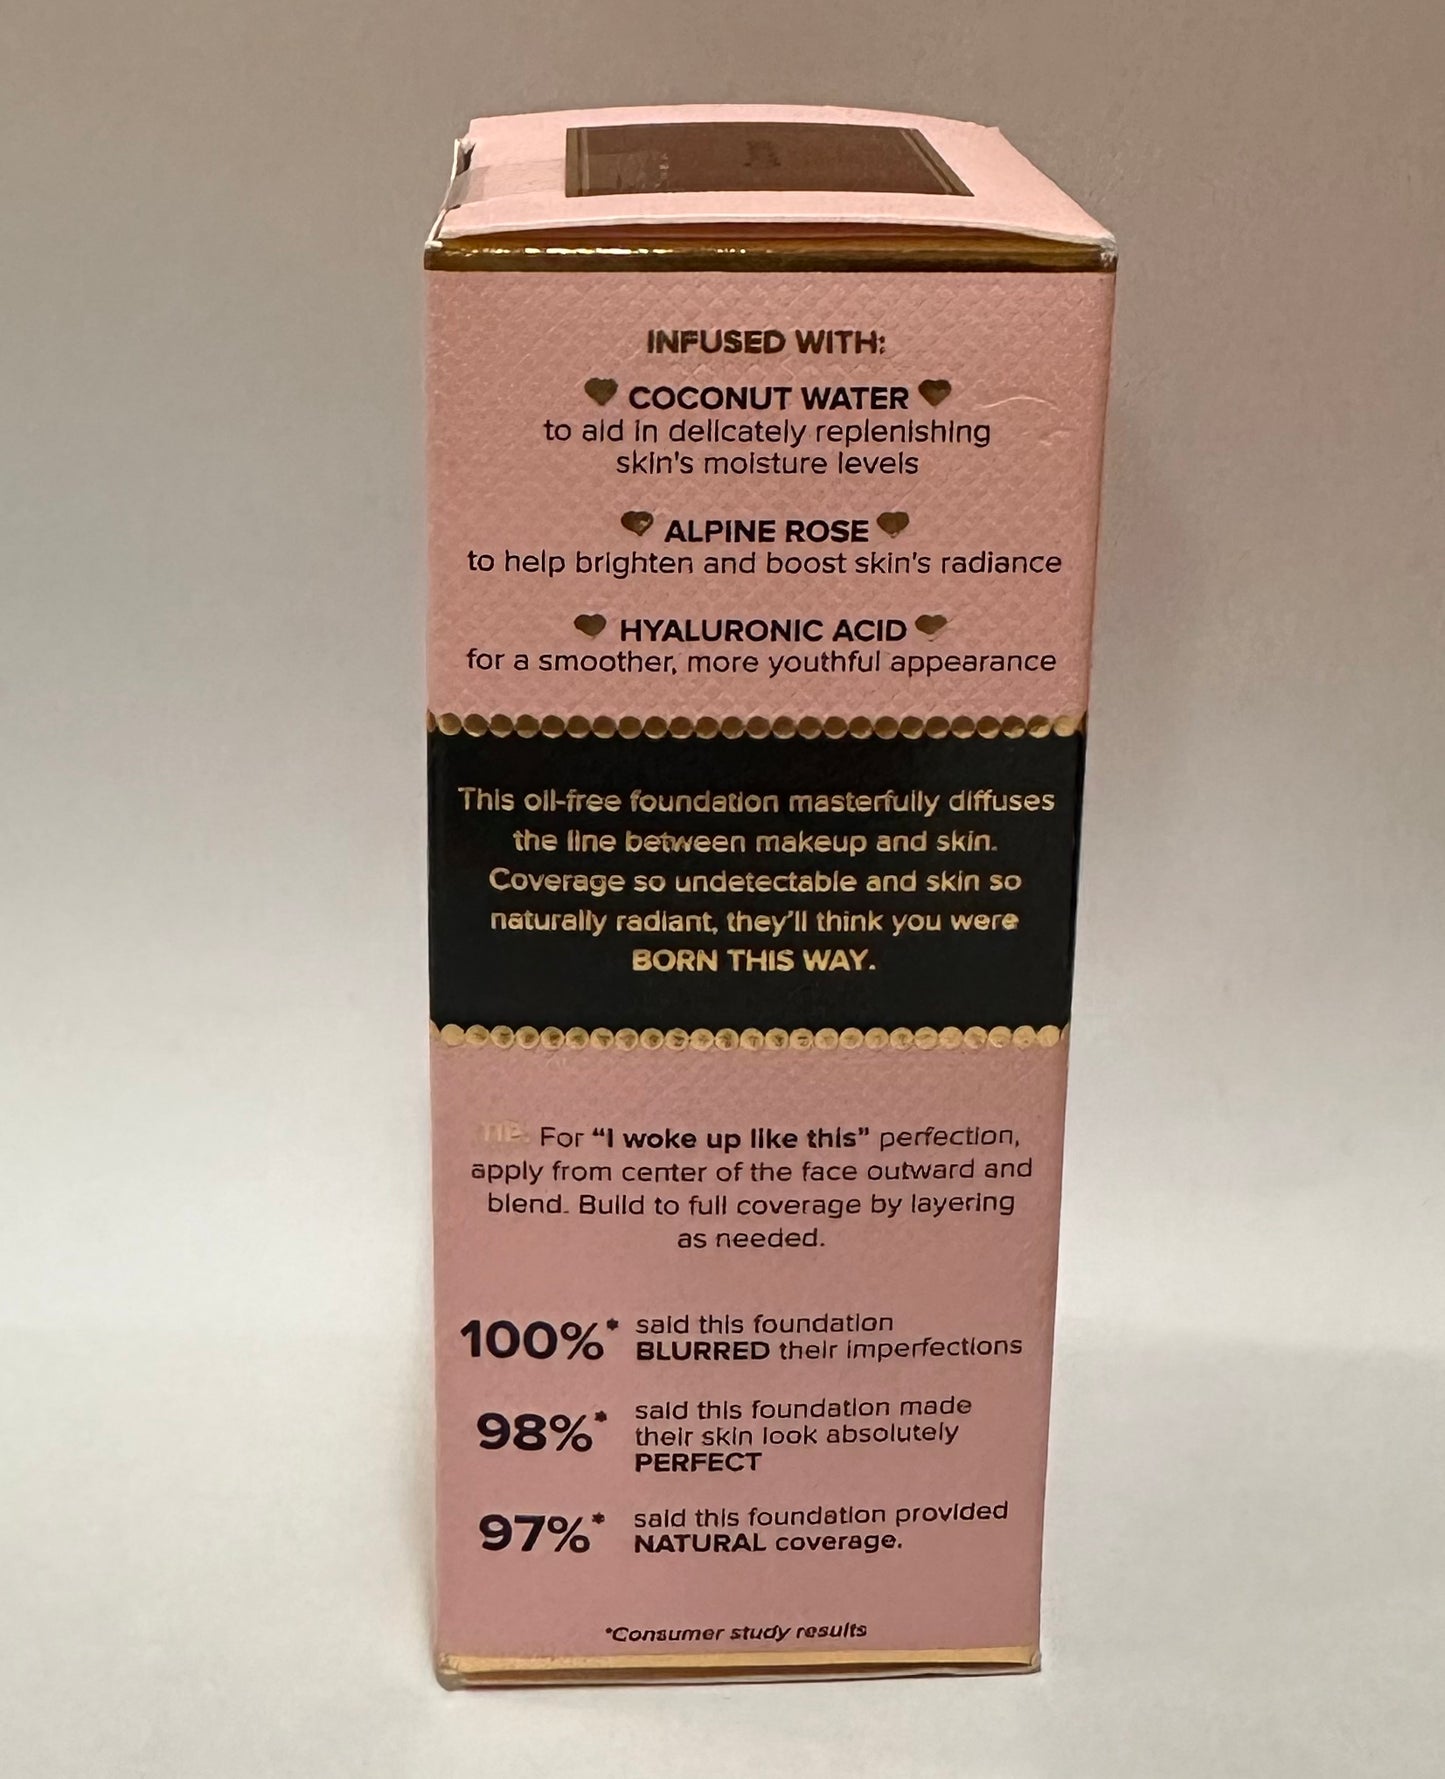 INFUSED WITH:
COCONUT WATER
to aid in delicately replenishing
skin's moisture levels
ALPINE ROSE
to help brighten and boost skin's radiance
HYALURONIC ACID
for a smoother, more youthful appearance
This oil-free foundation masterfully diffuses
the line between makeup and skin.
Coverage so undetectable and skin so
naturally radiant, they'll think you were
BORN THIS WAY.
TIP: For “I woke up like this” perfection,
apply from center of the face outward and
blend. Build to full coverage by layering
as needed.
100%* said this foundation
BLURRED their imperfections
98%* said this foundation made
their skin look absolutely
PERFECT
97%* said this foundation provided
NATURAL coverage.
*Consumer study results